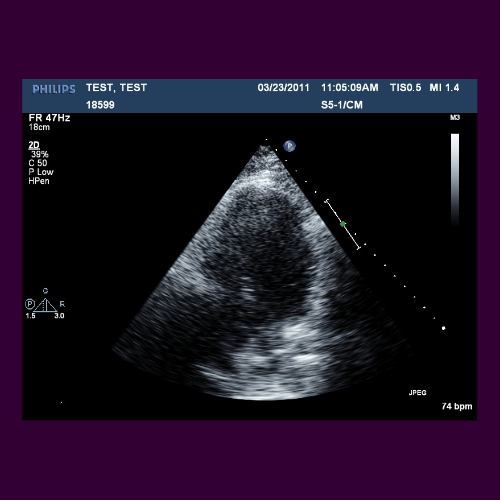 PHILIPS TEST, TEST 03/23/2011 11:05:09AM TIS0.5 MI 1.4
18599 S5-1/CM
FR 47Hz
18cm
M3
2D
39%
C 50
P Low
HPen
P
G
P R
1.5 3.0
JPEG
74 bpm